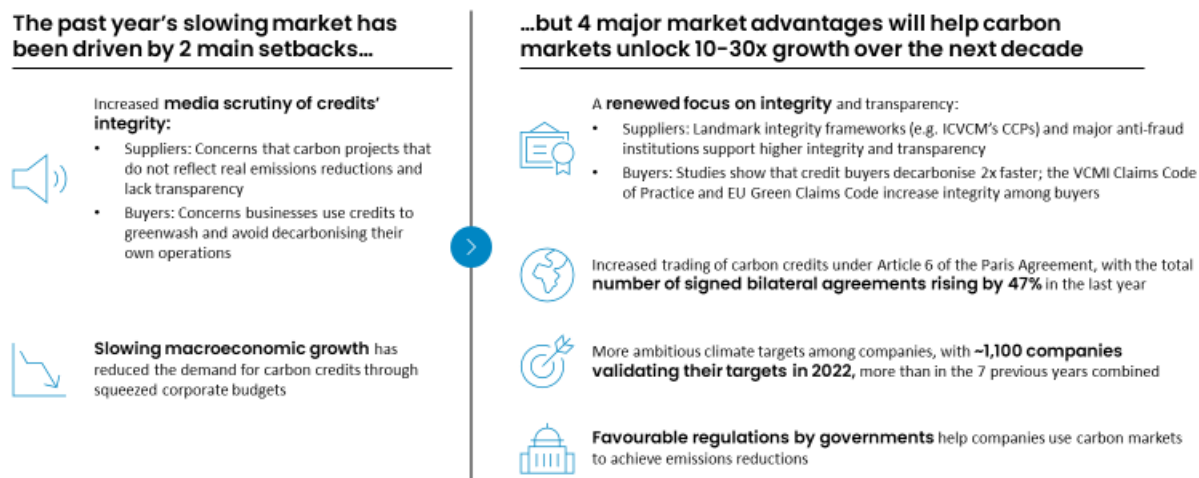 The past year's slowing market has
been driven by 2 main setbacks...
Increased media scrutiny of credits'
integrity:
• Suppliers: Concerns that carbon projects that
do not reflect real emissions reductions and
lack transparency
• Buyers: Concerns businesses use credits to
greenwash and avoid decarbonising their
own operations
Slowing macroeconomic growth has
reduced the demand for carbon credits through
squeezed corporate budgets
...but 4 major market advantages will help carbon
markets unlock 10-30x growth over the next decade
A renewed focus on integrity and transparency:
• Suppliers: Landmark integrity frameworks (e.g. ICVCM's CCPs) and major anti-fraud
institutions support higher integrity and transparency
• Buyers: Studies show that credit buyers decarbonise 2x faster; the VCMI Claims Code
of Practice and EU Green Claims Code increase integrity among buyers
Increased trading of carbon credits under Article 6 of the Paris Agreement, with the total
number of signed bilateral agreements rising by 47% in the last year
More ambitious climate targets among companies, with ~1,100 companies
validating their targets in 2022, more than in the 7 previous years combined
Favourable regulations by governments help companies use carbon markets
to achieve emissions reductions